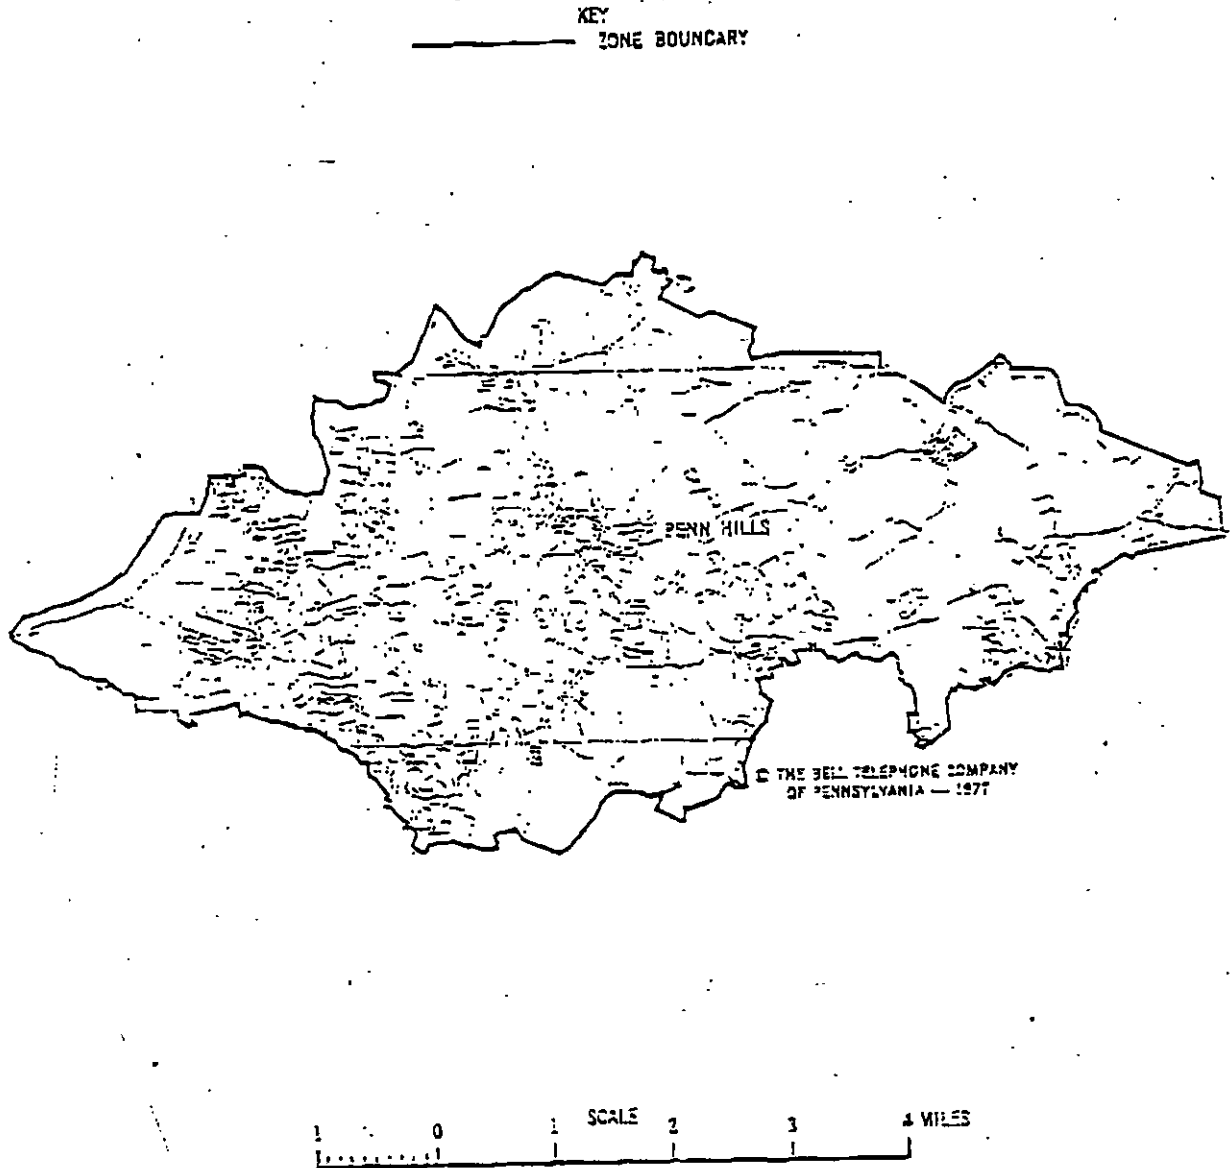 KEY
ZONE BOUNDARY
PENN HILLS
© THE BELL TELEPHONE COMPANY
OF PENNSYLVANIA — 1977
SCALE
1 0 1 2 3 4 MILES